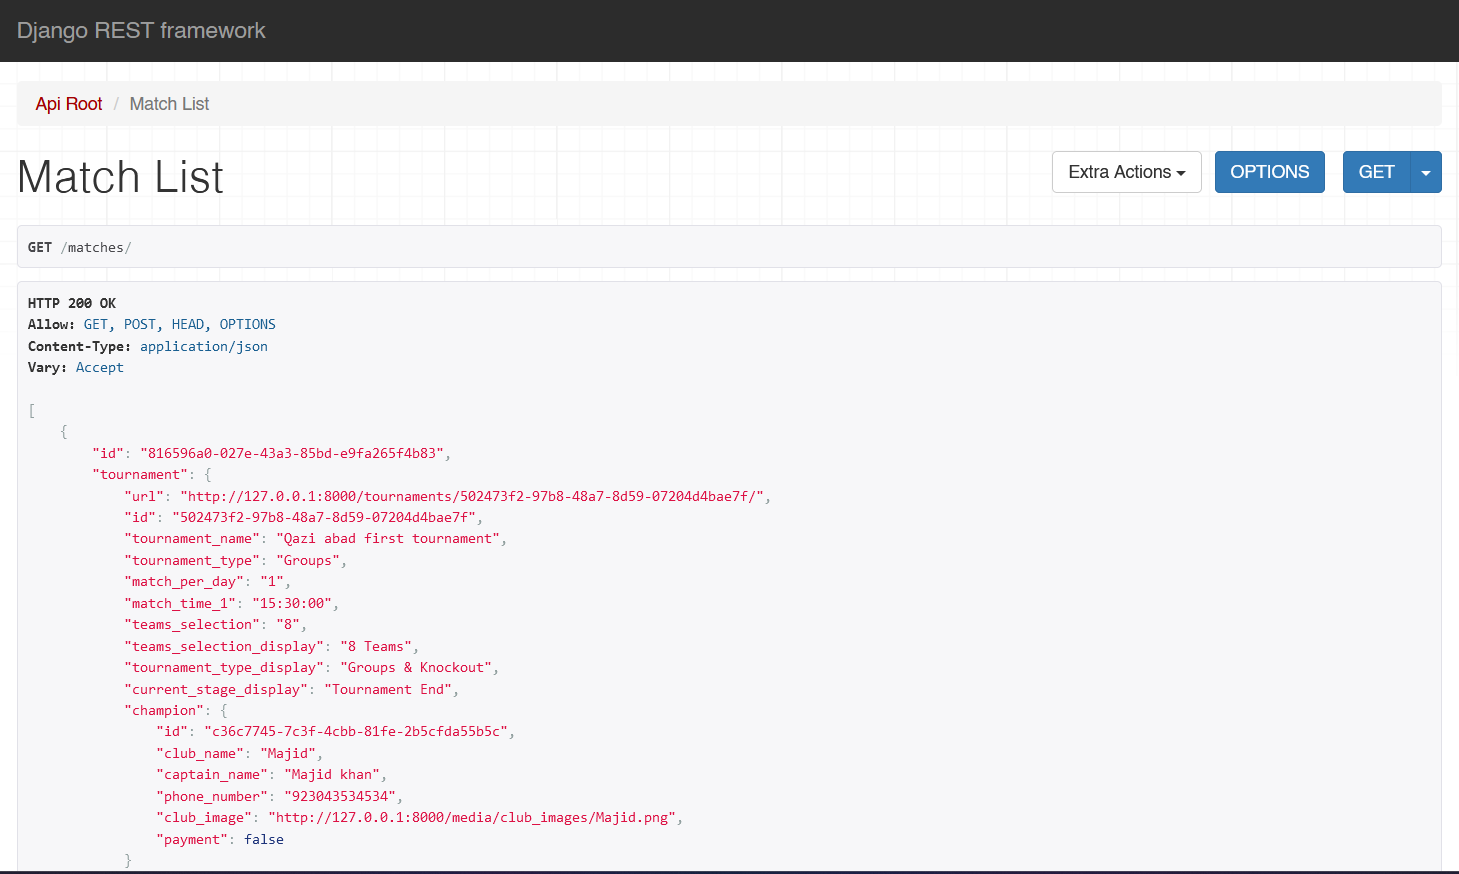 Django REST framework
Api Root / Match List
Match List
Extra Actions
OPTIONS
GET
GET /matches/
HTTP 200 OK
Allow: GET, POST, HEAD, OPTIONS
Content-Type: application/json
Vary: Accept
[
{
"id": "816596a0-027e-43a3-85bd-e9fa265f4b83",
"tournament": {
"url": "http://127.0.0.1:8000/tournaments/502473f2-97b8-48a7-8d59-07204d4bae7f/",
"id": "502473f2-97b8-48a7-8d59-07204d4bae7f",
"tournament_name": "Qazi abad first tournament",
"tournament_type": "Groups",
"match_per_day": "1",
"match_time_1": "15:30:00",
"teams_selection": "8",
"teams_selection_display": "8 Teams",
"tournament_type_display": "Groups & Knockout",
"current_stage_display": "Tournament End",
"champion": {
"id": "c36c7745-7c3f-4cbb-81fe-2b5cfda55b5c",
"club_name": "Majid",
"captain_name": "Majid khan",
"phone_number": "923043534534",
"club_image": "http://127.0.0.1:8000/media/club_images/Majid.png",
"payment": false
}